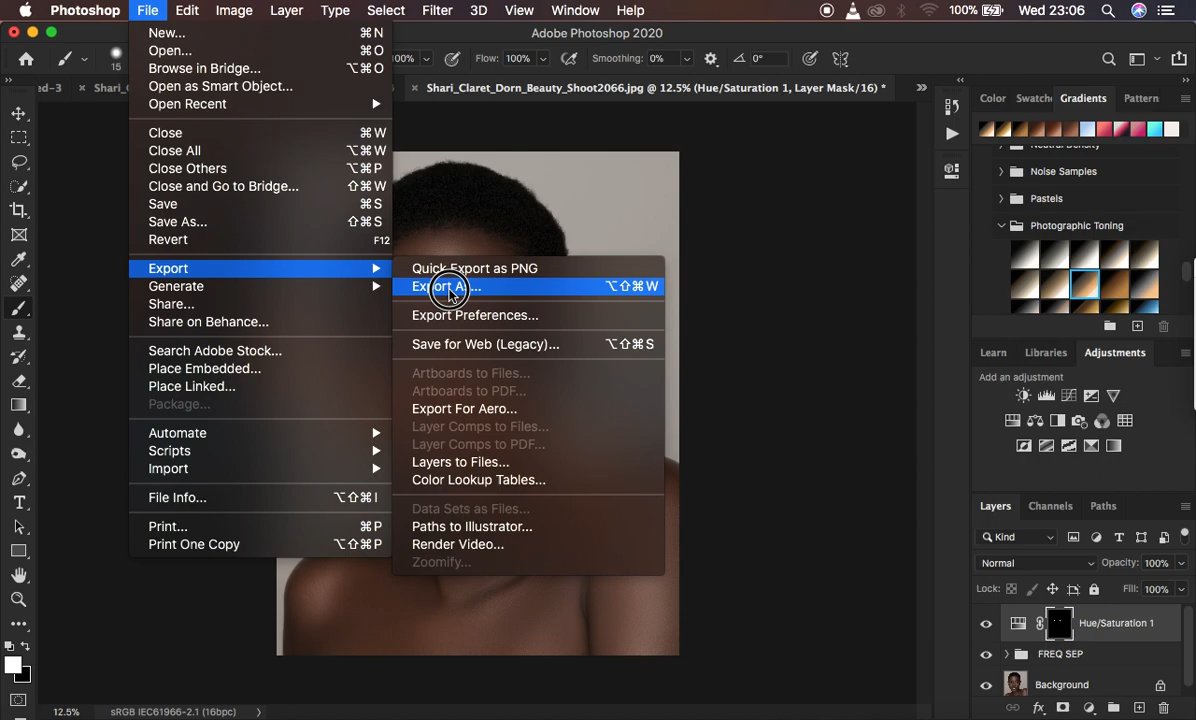 Photoshop File Edit Image Layer Type Select Filter 3D View Window Help 100% Wed 23:06
Adobe Photoshop 2020
15 100% Flow: 100% Smoothing: 0% 0°
ed-3 × Shari_C × Shari_Claret_Dorn_Beauty_Shoot2066.jpg @ 12.5% (Hue/Saturation 1, Layer Mask/16) *
New... ⌘N
Open... ⌘O
Browse in Bridge... ⌥⌘O
Open as Smart Object...
Open Recent
Close ⌘W
Close All ⌥⌘W
Close Others ⌥⌘P
Close and Go to Bridge... ⇧⌘W
Save ⌘S
Save As... ⇧⌘S
Revert F12
Export
Generate
Share...
Share on Behance...
Search Adobe Stock...
Place Embedded...
Place Linked...
Package...
Automate
Scripts
Import
File Info... ⌥⇧⌘I
Print... ⌘P
Print One Copy ⌥⇧⌘P
Quick Export as PNG
Export As... ⌥⇧⌘W
Export Preferences...
Save for Web (Legacy)... ⌥⇧⌘S
Artboards to Files...
Artboards to PDF...
Export For Aero...
Layer Comps to Files...
Layer Comps to PDF...
Layers to Files...
Color Lookup Tables...
Data Sets as Files...
Paths to Illustrator...
Render Video...
Zoomify...
Color Swatche Gradients Pattern
Neutral Density
Noise Samples
Pastels
Photographic Toning
Learn Libraries Adjustments
Add an adjustment
Layers Channels Paths
Kind
Normal Opacity: 100%
Lock: Fill: 100%
Hue/Saturation 1
FREQ SEP
Background
12.5% sRGB IEC61966-2.1 (16bpc)